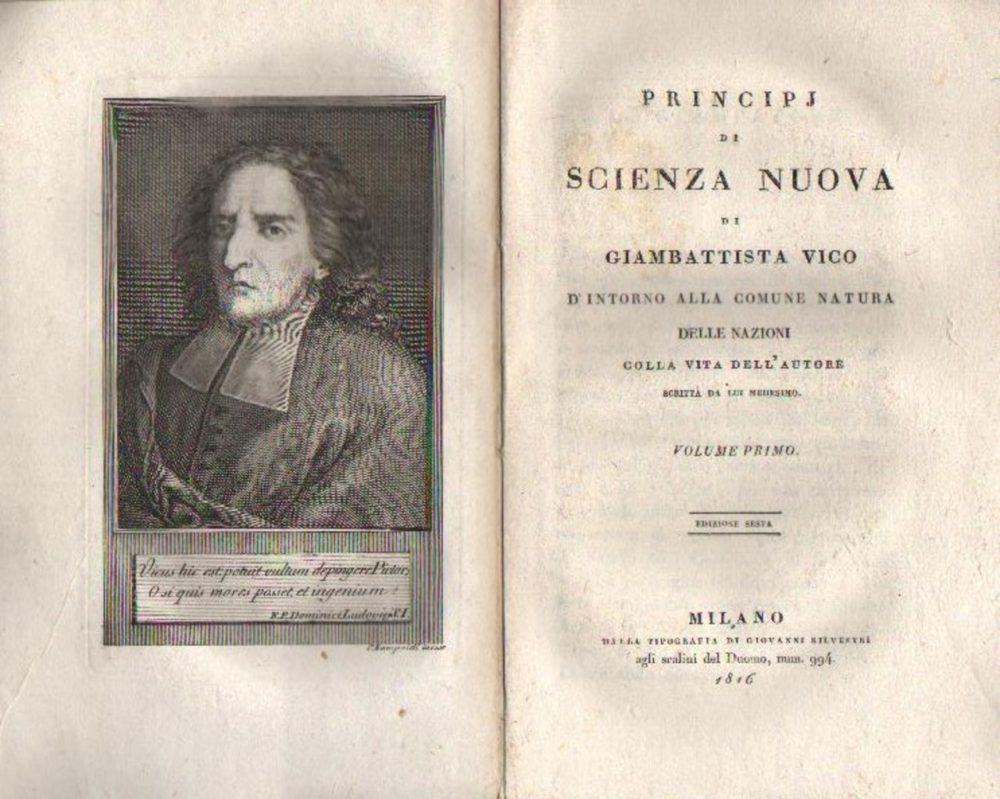 Vicus hic est, potuit vultum depingere Pictor,
O si quis mores posset, et ingenium!
F. P. Dominici Ludovici S. I.
incise
PRINCIPJ
DI
SCIENZA NUOVA
DI
GIAMBATTISTA VICO
D'INTORNO ALLA COMUNE NATURA
DELLE NAZIONI
COLLA VITA DELL'AUTORE
SCRITTA DA LUI MEDESIMO.
VOLUME PRIMO.
EDIZIONE SESTA
MILANO
DALLA TIPOGRAFIA DI GIOVANNI SILVESTRI
agli scalini del Duomo, num. 994.
1816